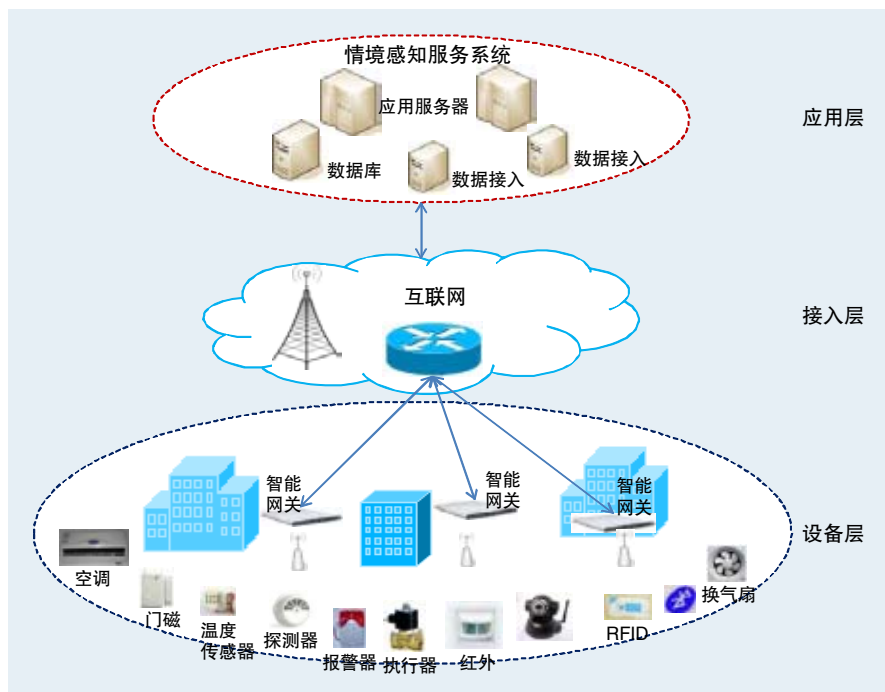 情境感知服务系统
应用服务器
应用层
数据库
数据接入
数据接入
互联网
接入层
智能
网关
智能
网关
智能
网关
设备层
空调
门磁
温度
传感器
探测器
报警器
执行器
红外
RFID
换气扇